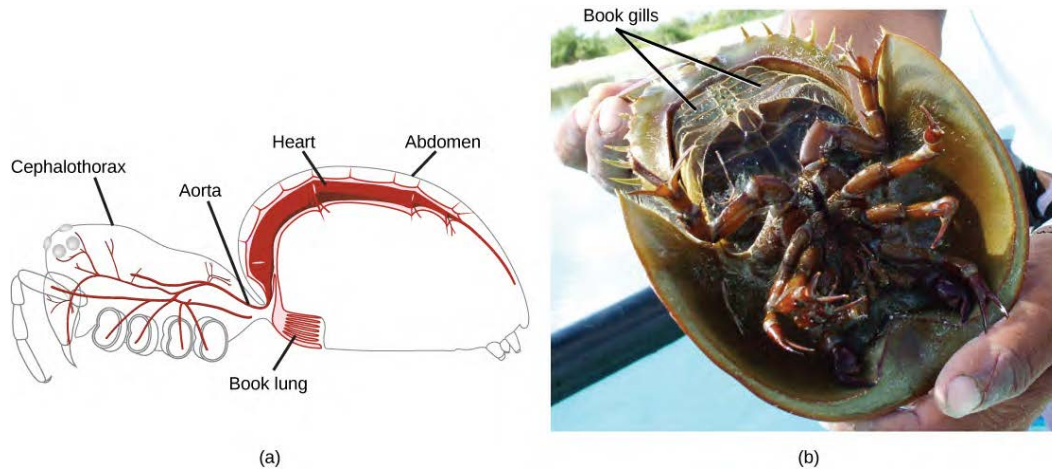 Book gills
Heart
Abdomen
Cephalothorax
Aorta
Book lung
(a)
(b)